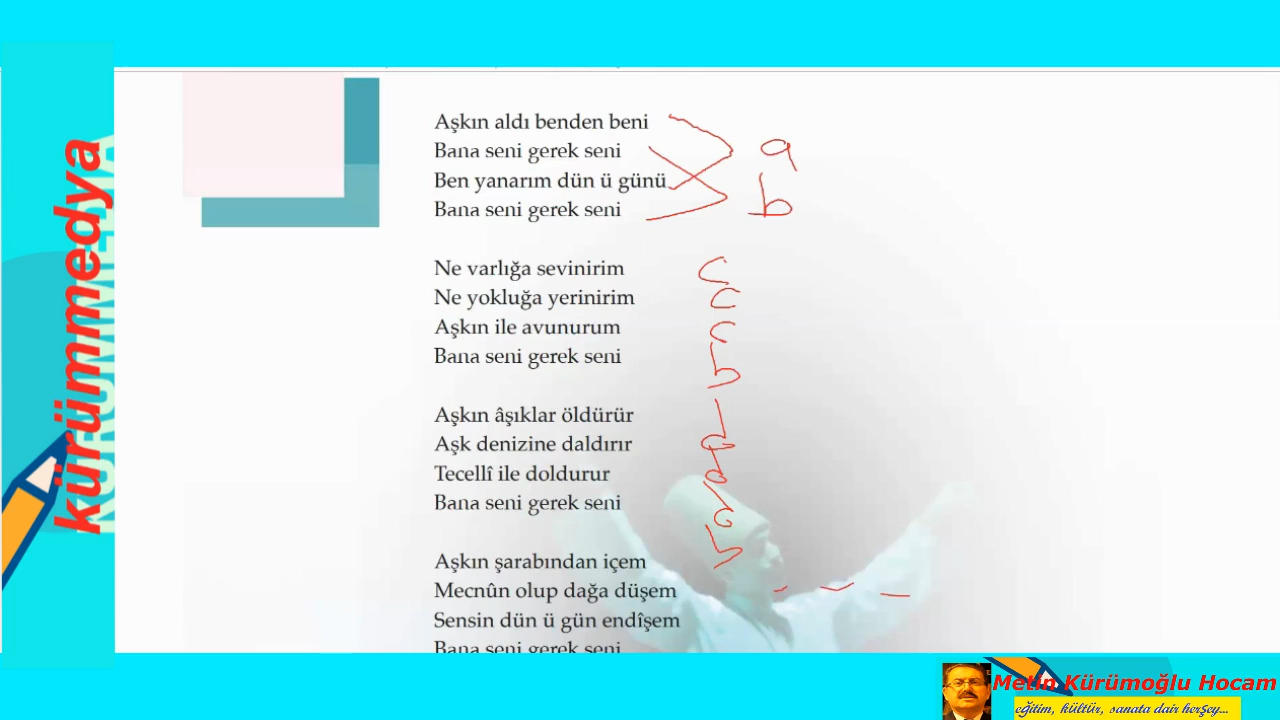 kürümmedya
Aşkın aldı benden beni
Bana seni gerek seni
Ben yanarım dün ü günü
Bana seni gerek seni
a
b
Ne varlığa sevinirim
Ne yokluğa yerinirim
Aşkın ile avunurum
Bana seni gerek seni
c
c
c
b
Aşkın âşıklar öldürür
Aşk denizine daldırır
Tecellî ile doldurur
Bana seni gerek seni
d
d
d
b
Aşkın şarabından içem
Mecnûn olup dağa düşem
Sensin dün ü gün endîşem
Bana seni gerek seni
Metin Kürümoğlu Hocam
eğitim, kültür, sanata dair herşey...